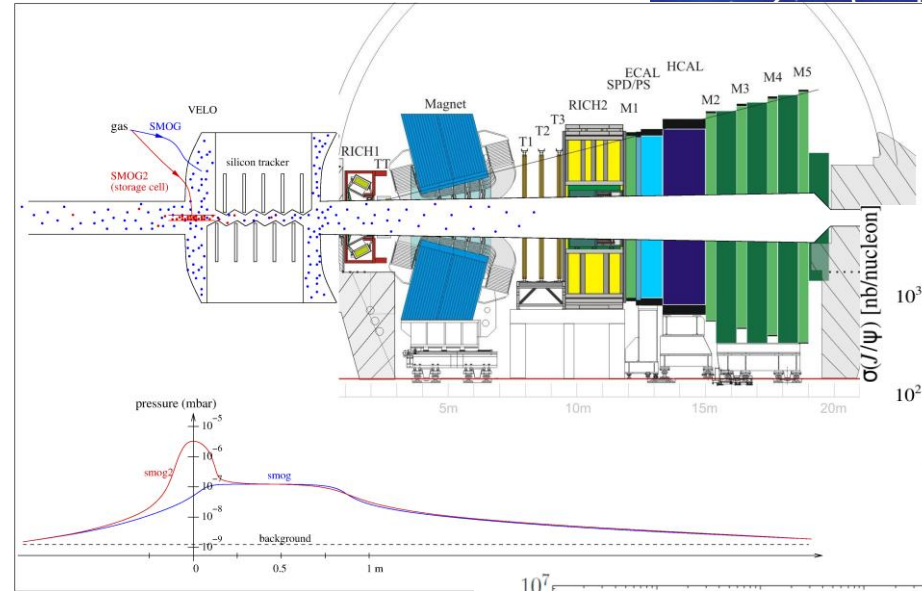 HCAL
ECAL
SPD/PS
M5
M4
M3
M2
M1
RICH2
Magnet
T3
T2
T1
VELO
gas
SMOG
silicon tracker
RICH1
TT
SMOG2
(storage cell)
σ(J/ψ) [nb/nucleon]
10³
10²
5m
10m
15m
20m
pressure (mbar)
10⁻⁵
10⁻⁶
10⁻⁷
10⁻⁸
10⁻⁹
smog2
smog
background
0
0.5
1 m
10⁷